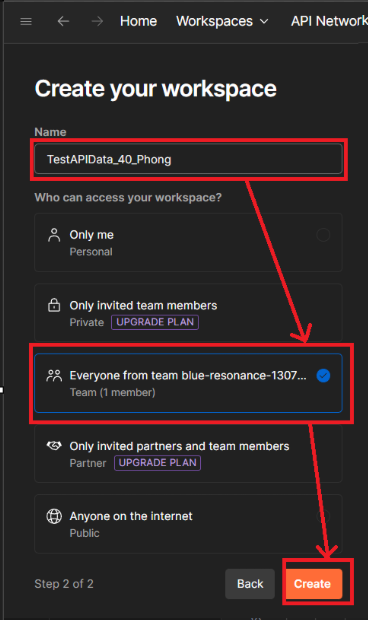 Home Workspaces API Network
Create your workspace
Name
TestAPIData_40_Phong
Who can access your workspace?
Only me
Personal
Only invited team members
Private UPGRADE PLAN
Everyone from team blue-resonance-1307...
Team (1 member)
Only invited partners and team members
Partner UPGRADE PLAN
Anyone on the internet
Public
Step 2 of 2 Back Create